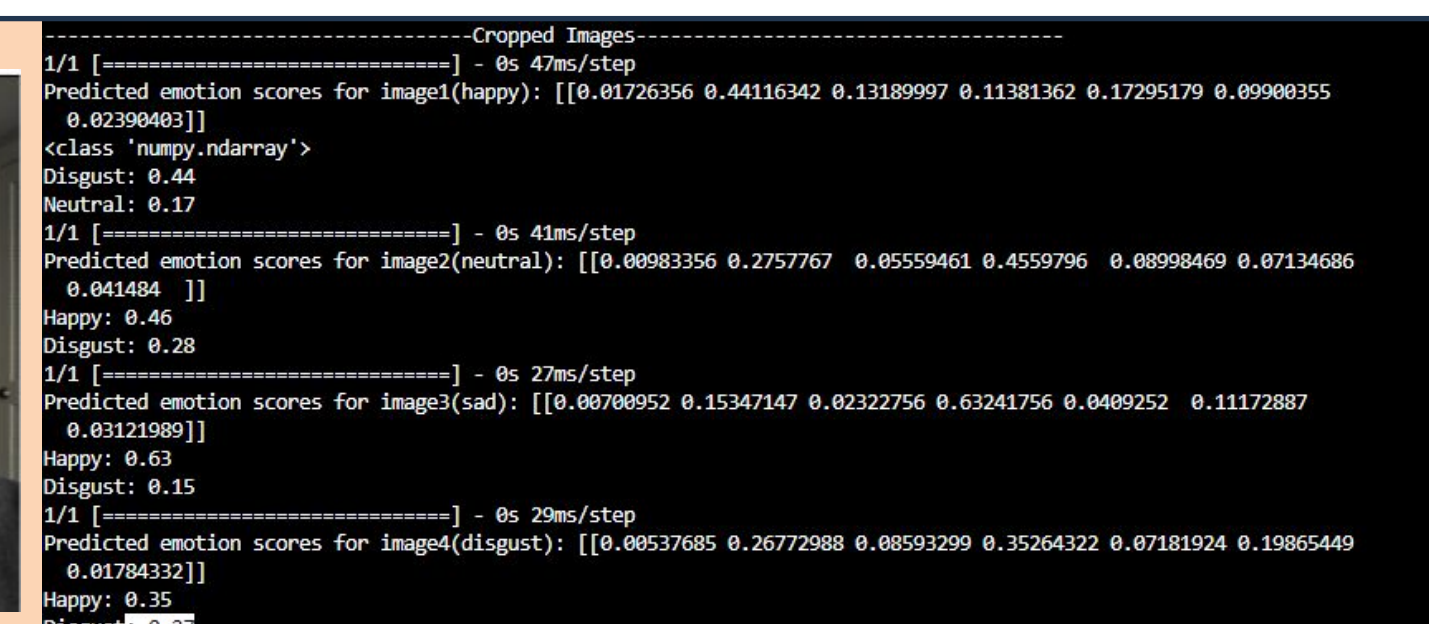 -------------------------------------Cropped Images-------------------------------------
1/1 [==============================] - 0s 47ms/step
Predicted emotion scores for image1(happy): [[0.01726356 0.44116342 0.13189997 0.11381362 0.17295179 0.09900355
0.02390403]]
<class 'numpy.ndarray'>
Disgust: 0.44
Neutral: 0.17
1/1 [==============================] - 0s 41ms/step
Predicted emotion scores for image2(neutral): [[0.00983356 0.2757767  0.05559461 0.4559796  0.08998469 0.07134686
0.041484  ]]
Happy: 0.46
Disgust: 0.28
1/1 [==============================] - 0s 27ms/step
Predicted emotion scores for image3(sad): [[0.00700952 0.15347147 0.02322756 0.63241756 0.0409252  0.11172887
0.03121989]]
Happy: 0.63
Disgust: 0.15
1/1 [==============================] - 0s 29ms/step
Predicted emotion scores for image4(disgust): [[0.00537685 0.26772988 0.08593299 0.35264322 0.07181924 0.19865449
0.01784332]]
Happy: 0.35
Disgust: 0.27